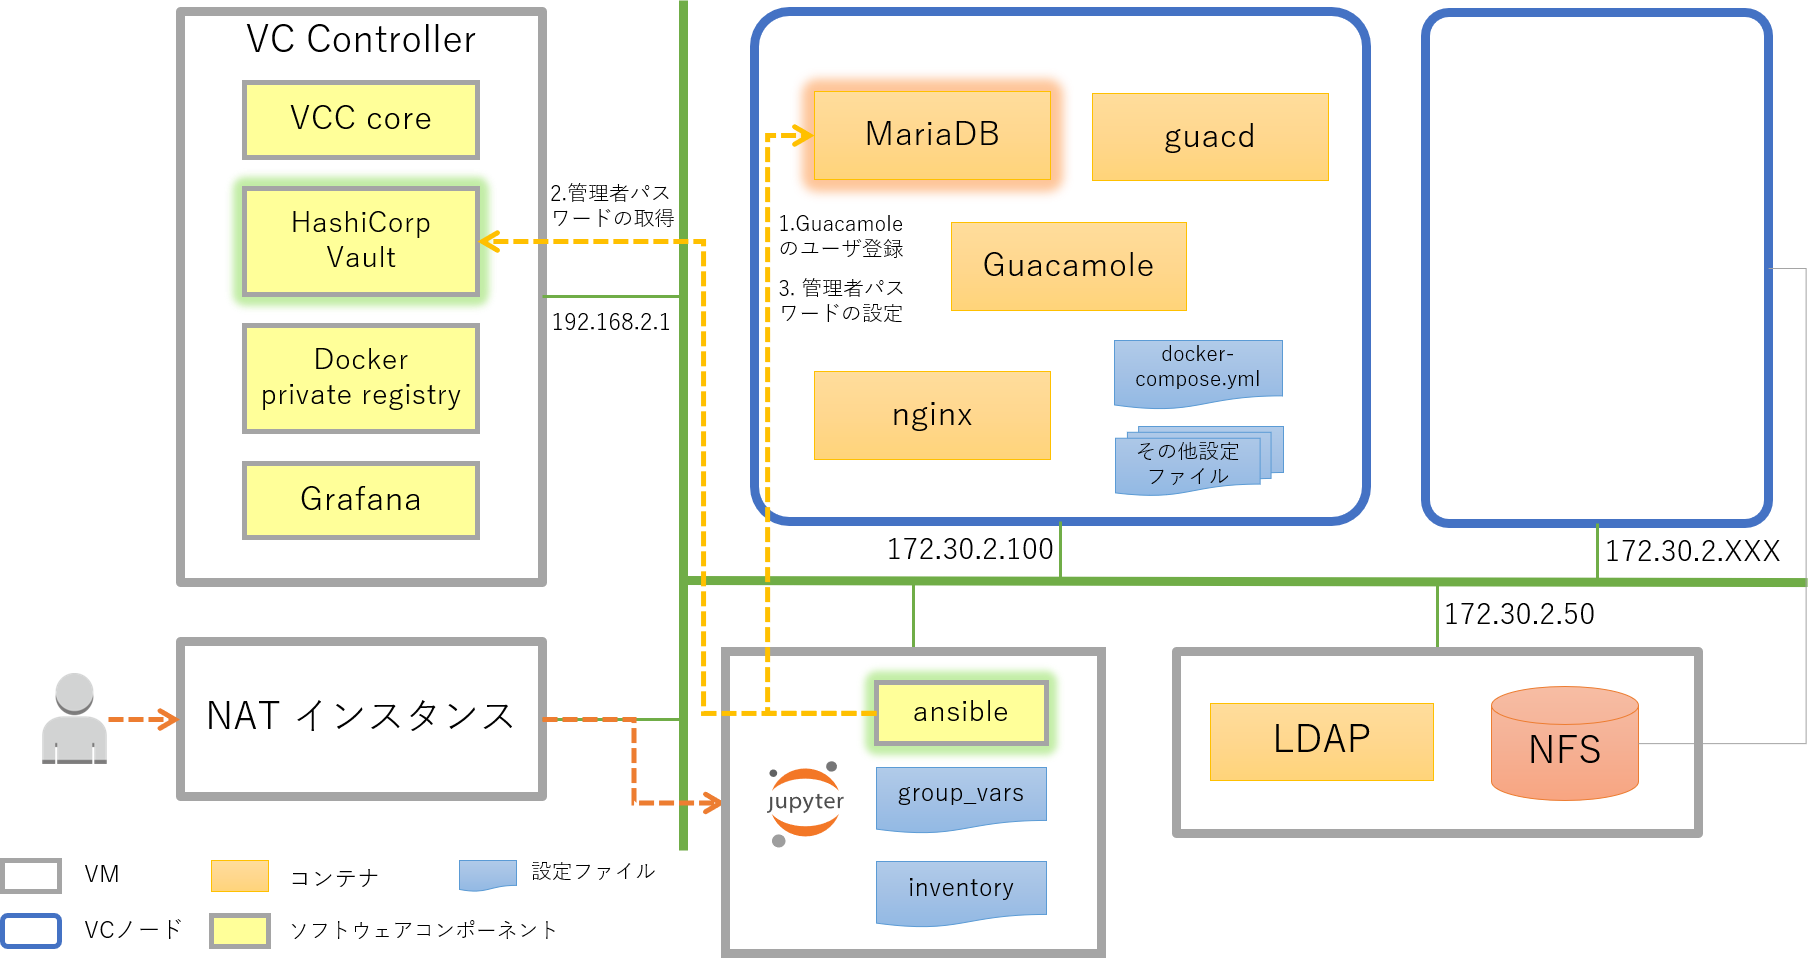 VC Controller
VCC core
HashiCorp
Vault
Docker
private registry
Grafana
2.管理者パス
ワードの取得
192.168.2.1
MariaDB
guacd
1.Guacamole
のユーザ登録
3. 管理者パス
ワードの設定
Guacamole
nginx
docker-
compose.yml
その他設定
ファイル
172.30.2.100
172.30.2.XXX
172.30.2.50
NAT インスタンス
ansible
jupyter
group_vars
inventory
LDAP
NFS
VM
コンテナ
設定ファイル
VCノード
ソフトウェアコンポーネント